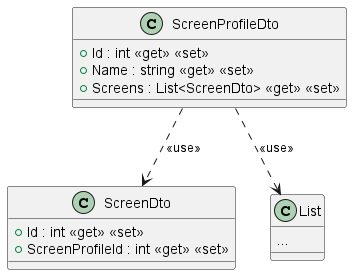 C ScreenProfileDto
Id : int «get» «set»
Name : string «get» «set»
Screens : List<ScreenDto> «get» «set»
«use»
«use»
C ScreenDto
Id : int «get» «set»
ScreenProfileId : int «get» «set»
C List
...